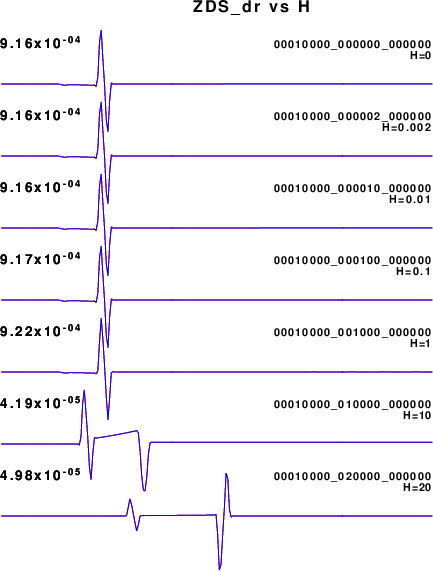 ZDS_dr vs H
9.16x10-04
00010000_000000_000000
H=0
9.16x10-04
00010000_000002_000000
H=0.002
9.16x10-04
00010000_000010_000000
H=0.01
9.17x10-04
00010000_000100_000000
H=0.1
9.22x10-04
00010000_001000_000000
H=1
4.19x10-05
00010000_010000_000000
H=10
4.98x10-05
00010000_020000_000000
H=20